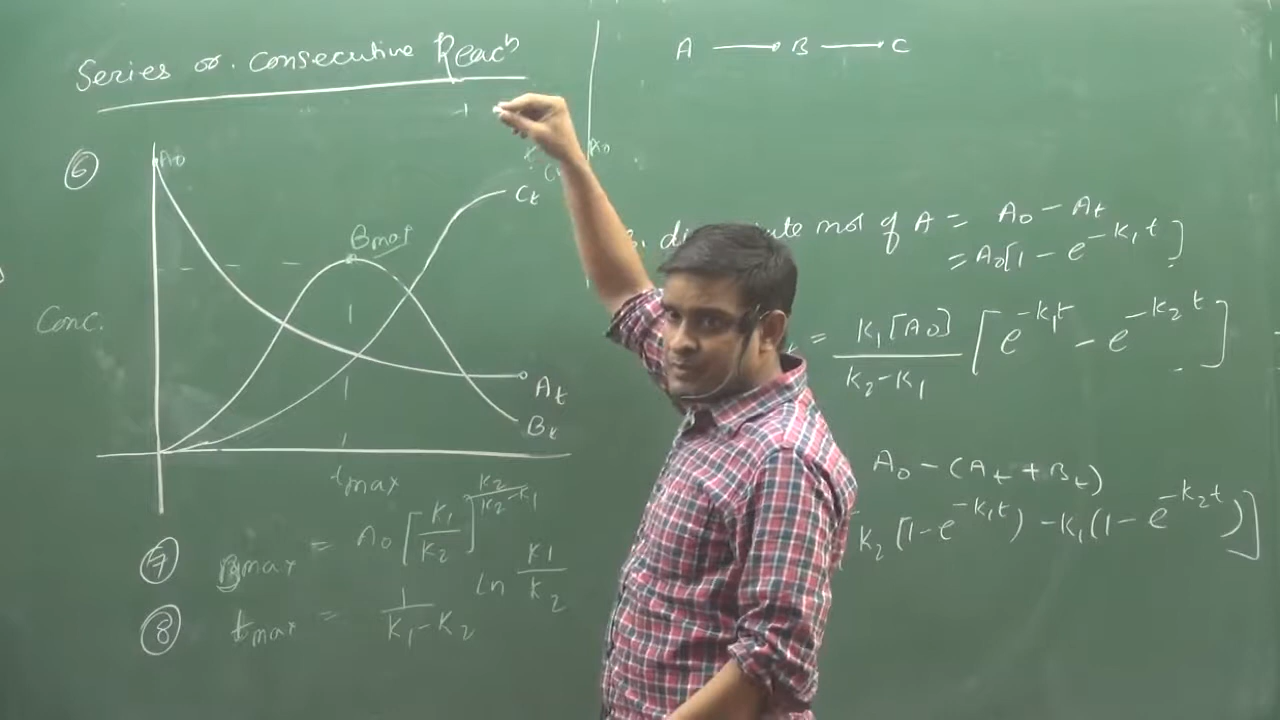 Series or. Consecutive Reacⁿ
A ⟶ B ⟶ C
⑥
A₀
Bmax
Cₜ
Conc.
Aₜ
Bₜ
tmax
⑦ Bmax = A₀ [K₁/K₂]^(K₂/(K₂-K₁))
⑧ tmax = 1/(K₁-K₂) ln K₁/K₂
mol of A = A₀ - Aₜ
= A₀[1 - e^(-K₁t)]
= K₁[A₀]/(K₂-K₁) [e^(-K₁t) - e^(-K₂t)]
A₀ - (Aₜ + Bₜ)
[K₂(1-e^(-K₁t)) - K₁(1-e^(-K₂t))]